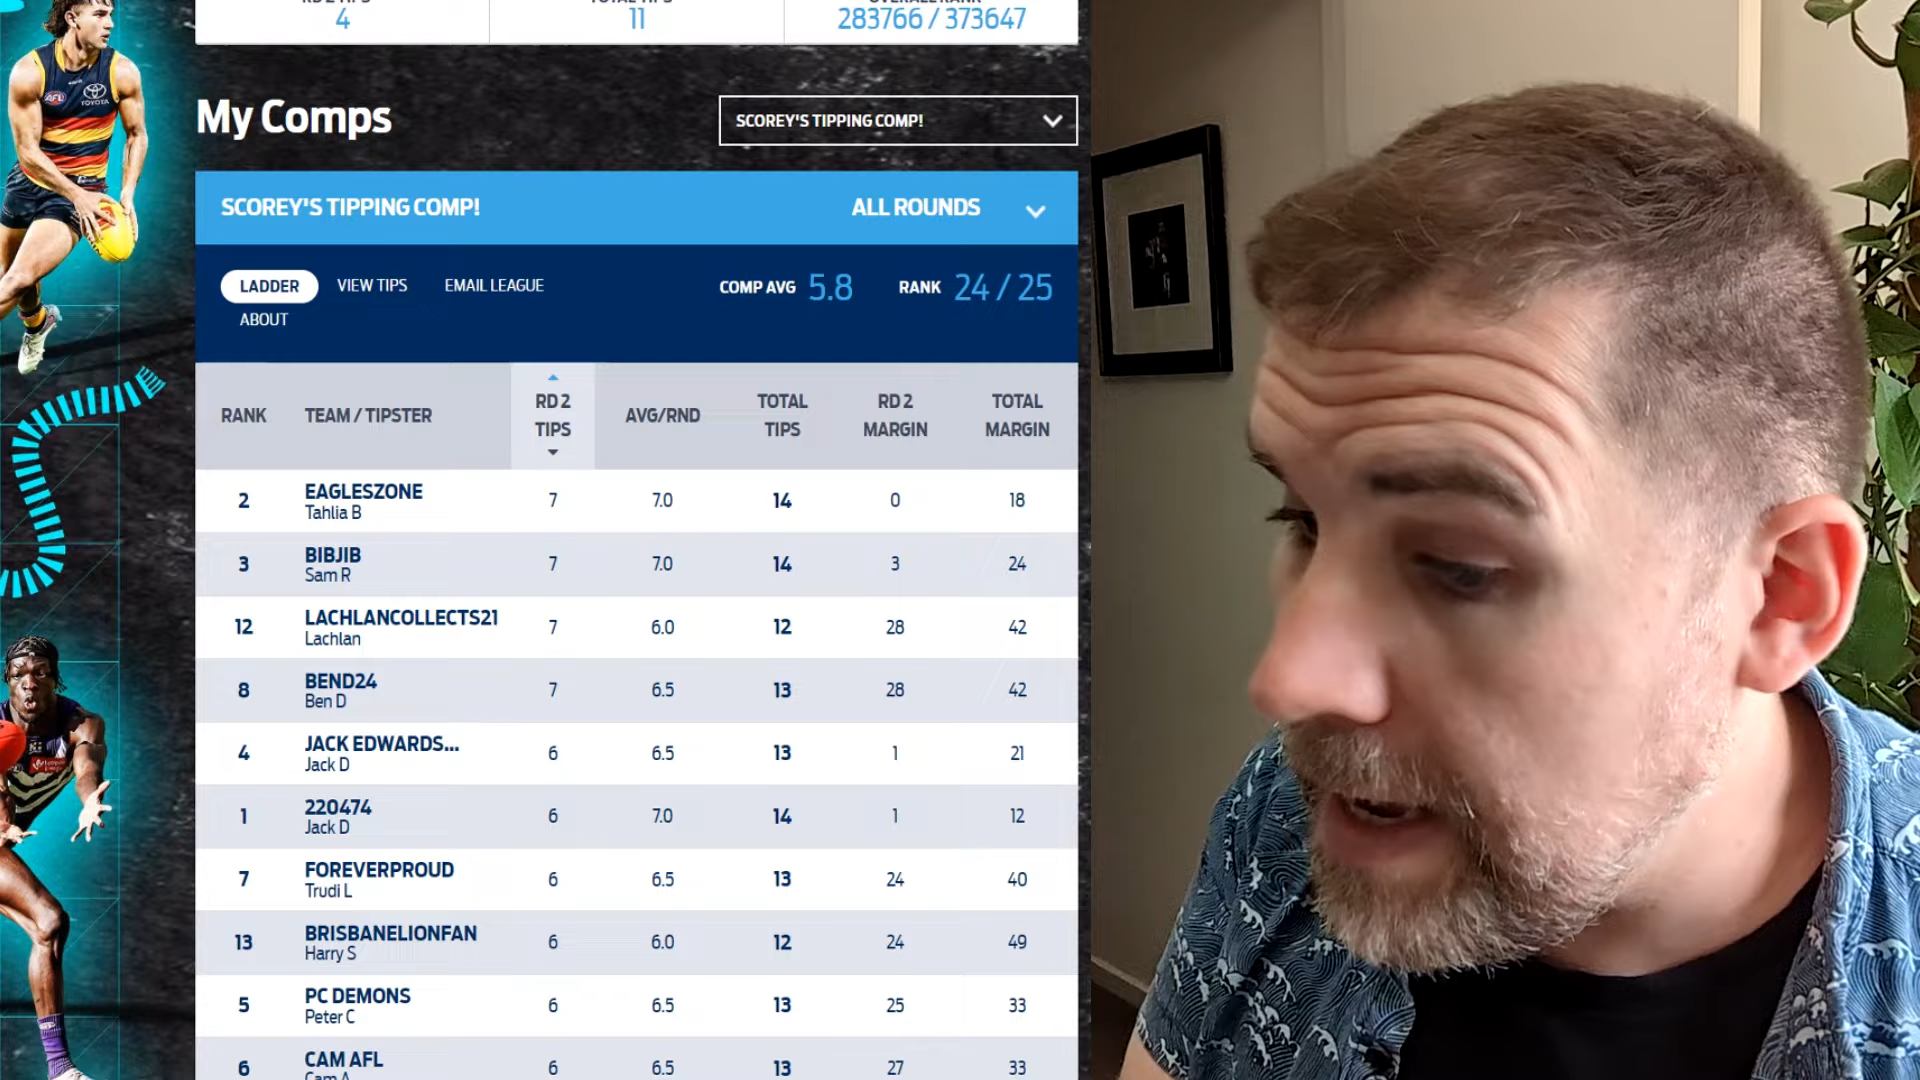 4 11 283766 / 373647
My Comps
SCOREY'S TIPPING COMP!
SCOREY'S TIPPING COMP! ALL ROUNDS
LADDER VIEW TIPS EMAIL LEAGUE COMP AVG 5.8 RANK 24 / 25
ABOUT
RANK TEAM / TIPSTER RD 2 TIPS AVG/RND TOTAL TIPS RD 2 MARGIN TOTAL MARGIN
2 EAGLESZONE 7 7.0 14 0 18
Tahlia B
3 BIBJIB 7 7.0 14 3 24
Sam R
12 LACHLANCOLLECTS21 7 6.0 12 28 42
Lachlan
8 BEND24 7 6.5 13 28 42
Ben D
4 JACK EDWARDS... 6 6.5 13 1 21
Jack D
1 220474 6 7.0 14 1 12
Jack D
7 FOREVERPROUD 6 6.5 13 24 40
Trudi L
13 BRISBANELIONFAN 6 6.0 12 24 49
Harry S
5 PC DEMONS 6 6.5 13 25 33
Peter C
6 CAM AFL 6 6.5 13 27 33
AFL
TOYOTA